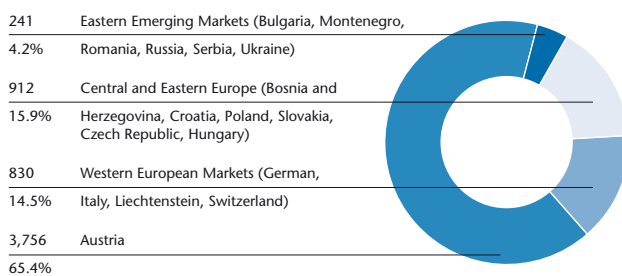 241 Eastern Emerging Markets (Bulgaria, Montenegro,
4.2% Romania, Russia, Serbia, Ukraine)
912 Central and Eastern Europe (Bosnia and
15.9% Herzegovina, Croatia, Poland, Slovakia,
Czech Republic, Hungary)
830 Western European Markets (German,
14.5% Italy, Liechtenstein, Switzerland)
3,756 Austria
65.4%